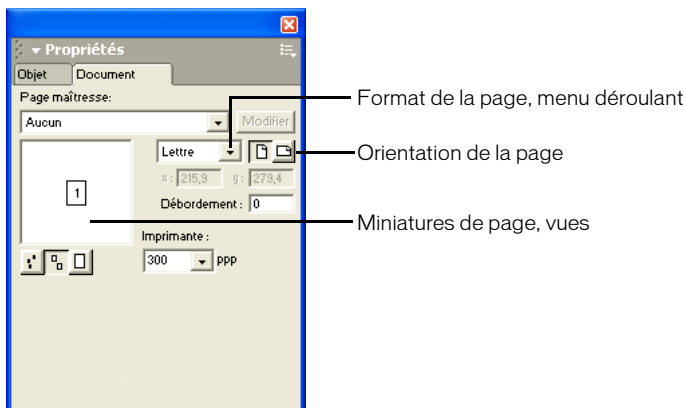 Propriétés
Objet Document
Page maîtresse:
Aucun Modifier
Format de la page, menu déroulant
Lettre
Orientation de la page
x: 215,9 y: 279,4
1
Débordement: 0
Miniatures de page, vues
Imprimante :
300 ppp